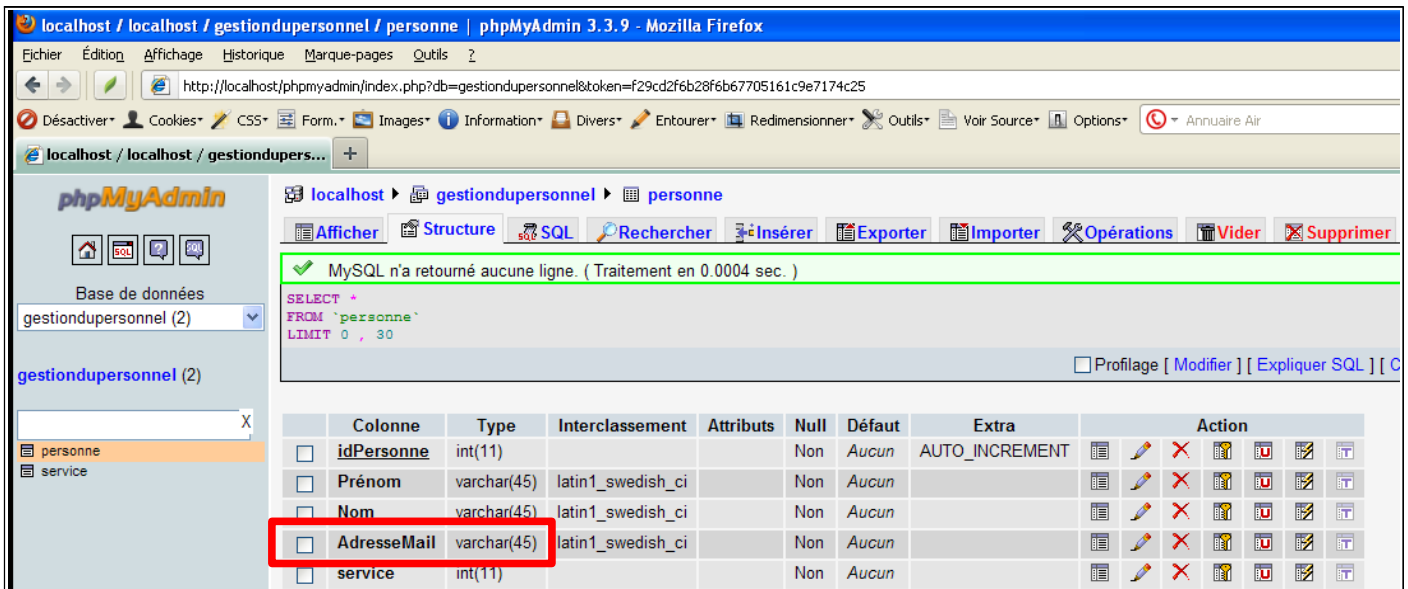 localhost / localhost / gestiondupersonnel / personne | phpMyAdmin 3.3.9 - Mozilla Firefox
Fichier Édition Affichage Historique Marque-pages Outils ?
http://localhost/phpmyadmin/index.php?db=gestiondupersonnel&token=f29cd2f6b28f6b67705161c9e7174c25
Désactiver Cookies CSS Form. Images Information Divers Entourer Redimensionner Outils Voir Source Options Annuaire Air
localhost / localhost / gestiondupers... +
phpMyAdmin
localhost gestiondupersonnel personne
Afficher Structure SQL Rechercher Insérer Exporter Importer Opérations Vider Supprimer
SQL
MySQL n'a retourné aucune ligne. ( Traitement en 0.0004 sec. )
Base de données
gestiondupersonnel (2)
SELECT *
FROM `personne`
LIMIT 0 , 30
Profilage [ Modifier ] [ Expliquer SQL ] [ C
gestiondupersonnel (2)
X
personne
service
Colonne Type Interclassement Attributs Null Défaut Extra Action
idPersonne int(11) Non Aucun AUTO_INCREMENT
Prénom varchar(45) latin1_swedish_ci Non Aucun
Nom varchar(45) latin1_swedish_ci Non Aucun
AdresseMail varchar(45) latin1_swedish_ci Non Aucun
service int(11) Non Aucun